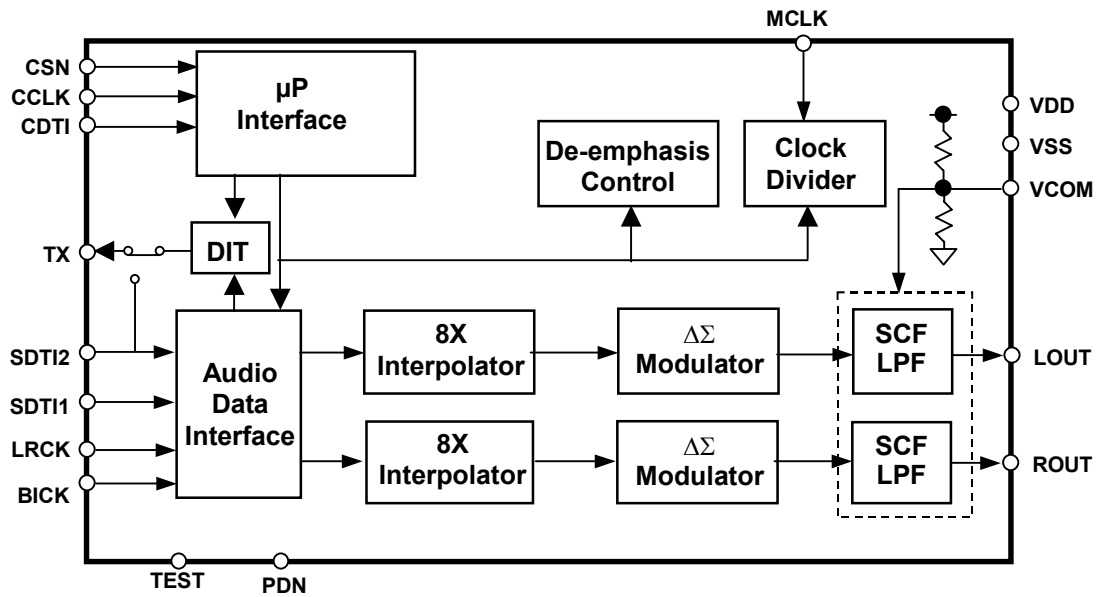 MCLK
CSN
CCLK
CDTI
µP
Interface
De-emphasis
Control
Clock
Divider
VDD
VSS
VCOM
TX
DIT
SDTI2
SDTI1
LRCK
BICK
Audio
Data
Interface
8X
Interpolator
ΔΣ
Modulator
SCF
LPF
LOUT
8X
Interpolator
ΔΣ
Modulator
SCF
LPF
ROUT
TEST
PDN